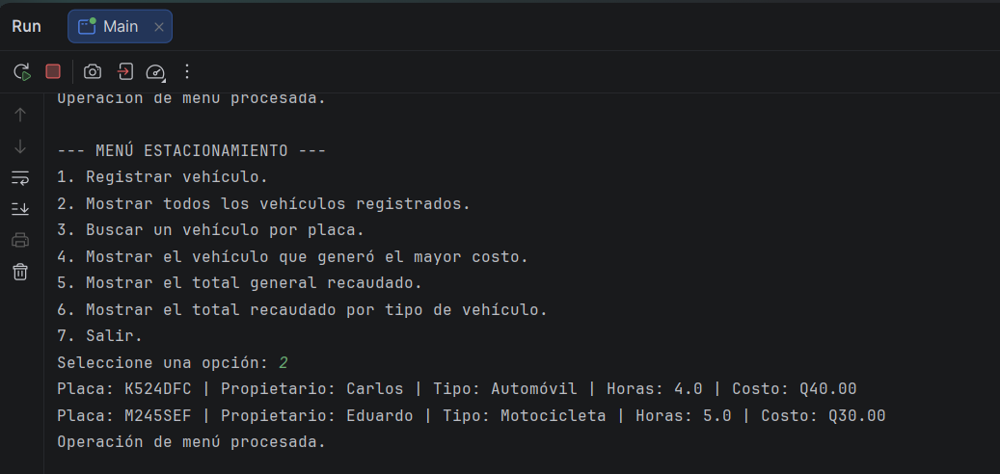 Run Main
Operación de menú procesada.
--- MENÚ ESTACIONAMIENTO ---
1. Registrar vehículo.
2. Mostrar todos los vehículos registrados.
3. Buscar un vehículo por placa.
4. Mostrar el vehículo que generó el mayor costo.
5. Mostrar el total general recaudado.
6. Mostrar el total recaudado por tipo de vehículo.
7. Salir.
Seleccione una opción: 2
Placa: K524DFC | Propietario: Carlos | Tipo: Automóvil | Horas: 4.0 | Costo: Q40.00
Placa: M245SEF | Propietario: Eduardo | Tipo: Motocicleta | Horas: 5.0 | Costo: Q30.00
Operación de menú procesada.